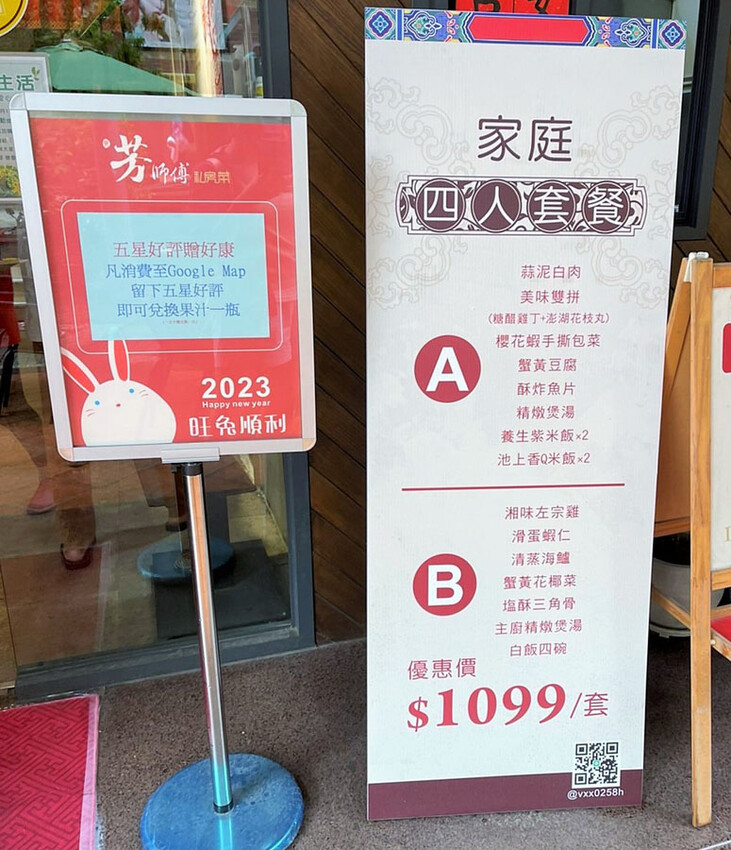 生活
芳師傅 私房菜
五星好評贈好康
凡消費至Google Map
留下五星好評
即可兌換果汁一瓶
2023
Happy new year
旺兔順利
家庭
四人套餐
A
蒜泥白肉
美味雙拼
(糖醋雞丁+澎湖花枝丸)
櫻花蝦手撕包菜
蟹黃豆腐
酥炸魚片
精燉煲湯
養生紫米飯×2
池上香Q米飯×2
B
湘味左宗雞
滑蛋蝦仁
清蒸海鱸
蟹黃花椰菜
塩酥三角骨
主廚精燉煲湯
白飯四碗
優惠價
$1099/套
@vxx0258h